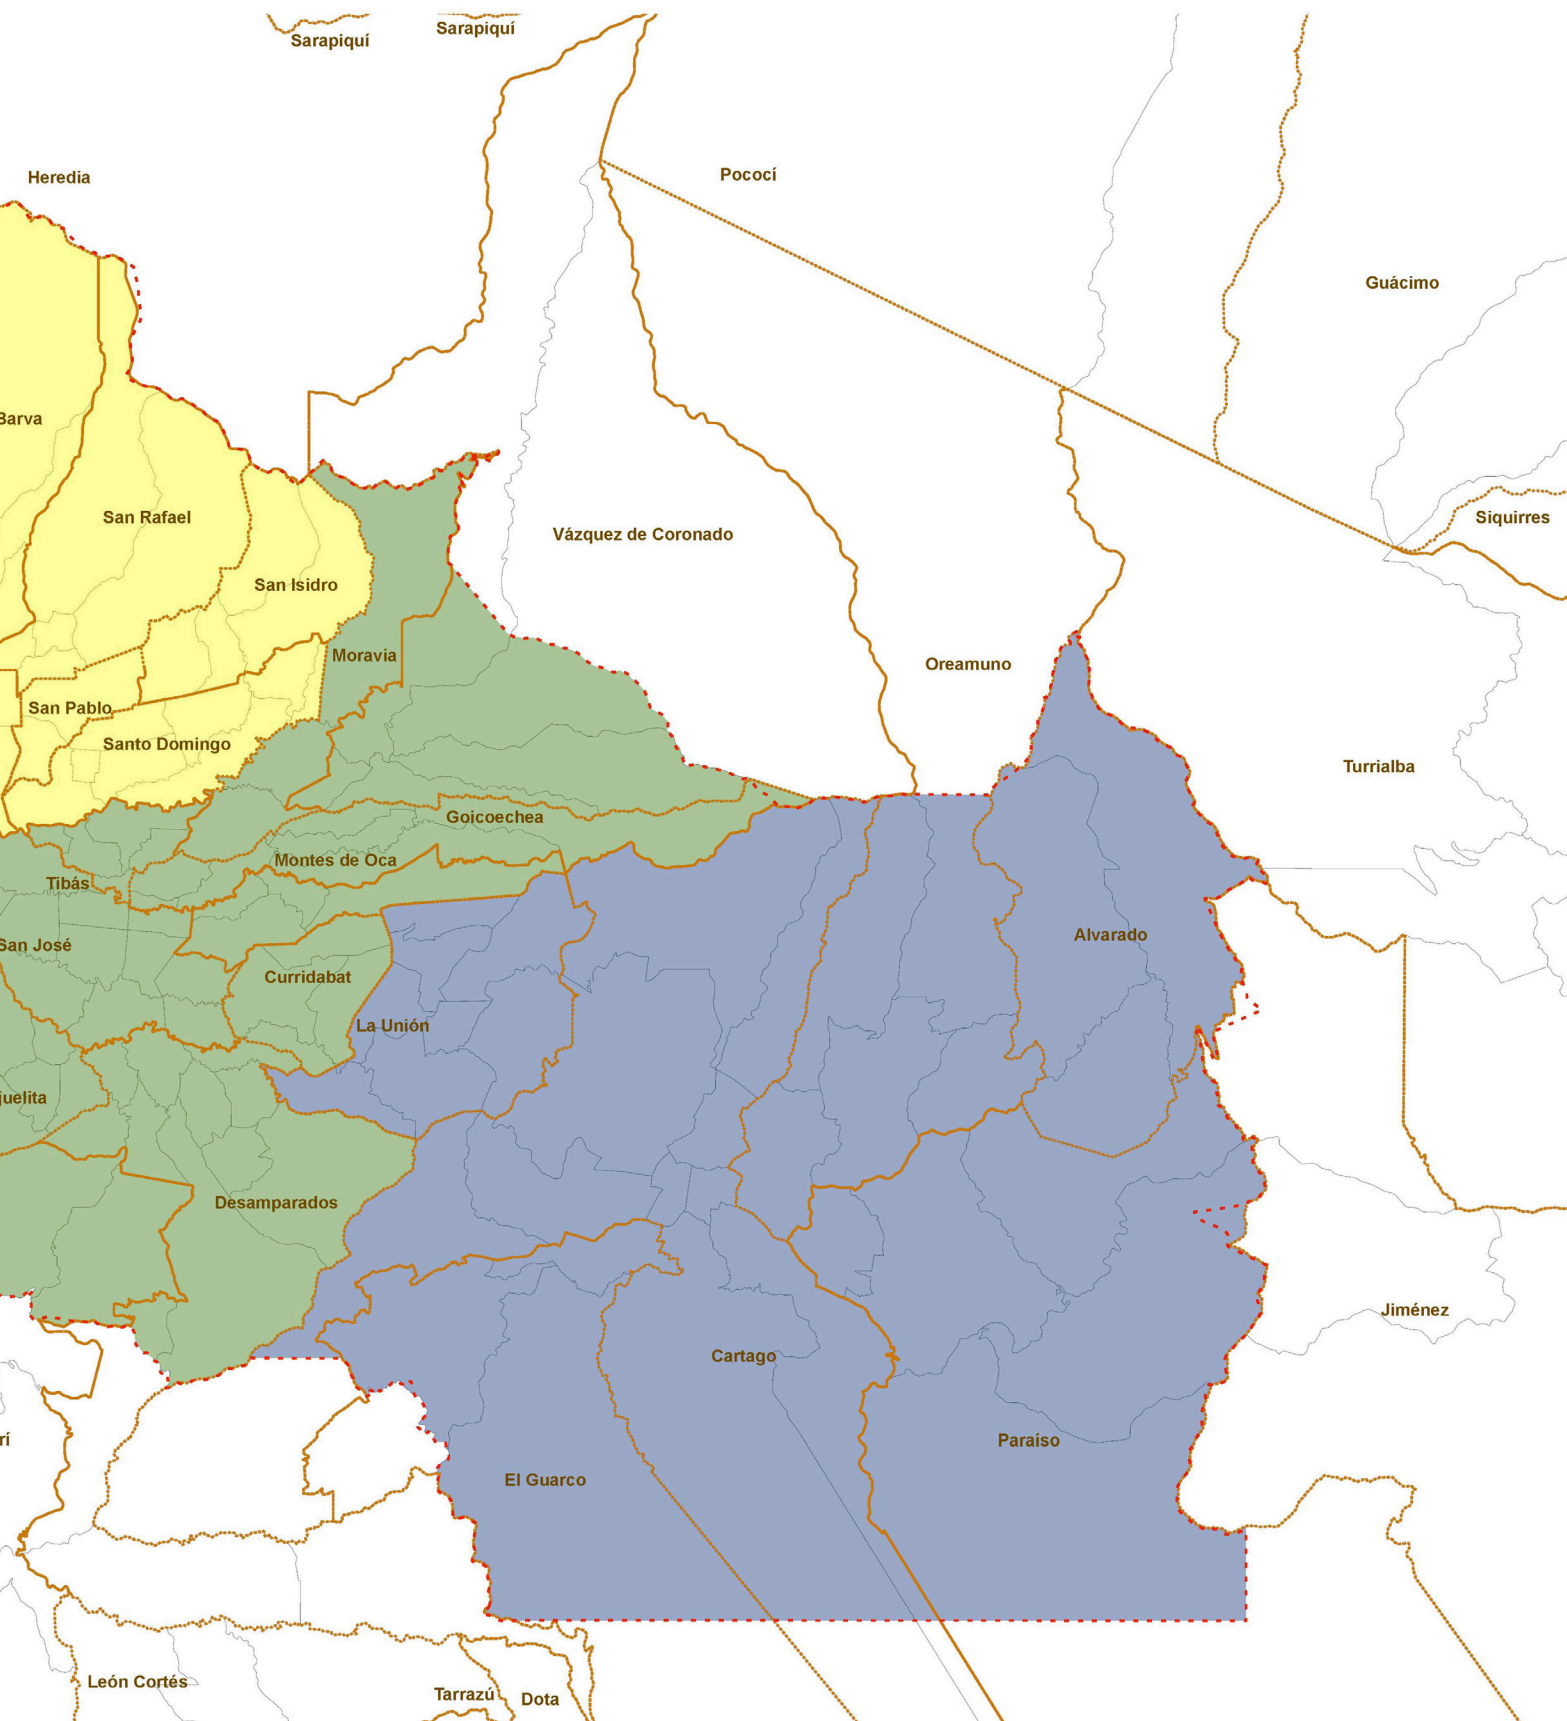 Sarapiquí
Sarapiquí
Heredia
Pococí
Guácimo
Barva
San Rafael
Siquirres
Vázquez de Coronado
San Isidro
Moravia
Oreamuno
San Pablo
Santo Domingo
Turrialba
Goicoechea
Montes de Oca
Tibás
Alvarado
San José
Curridabat
La Unión
juelita
Desamparados
Jiménez
Cartago
rí
Paraíso
El Guarco
León Cortés
Tarrazú
Dota